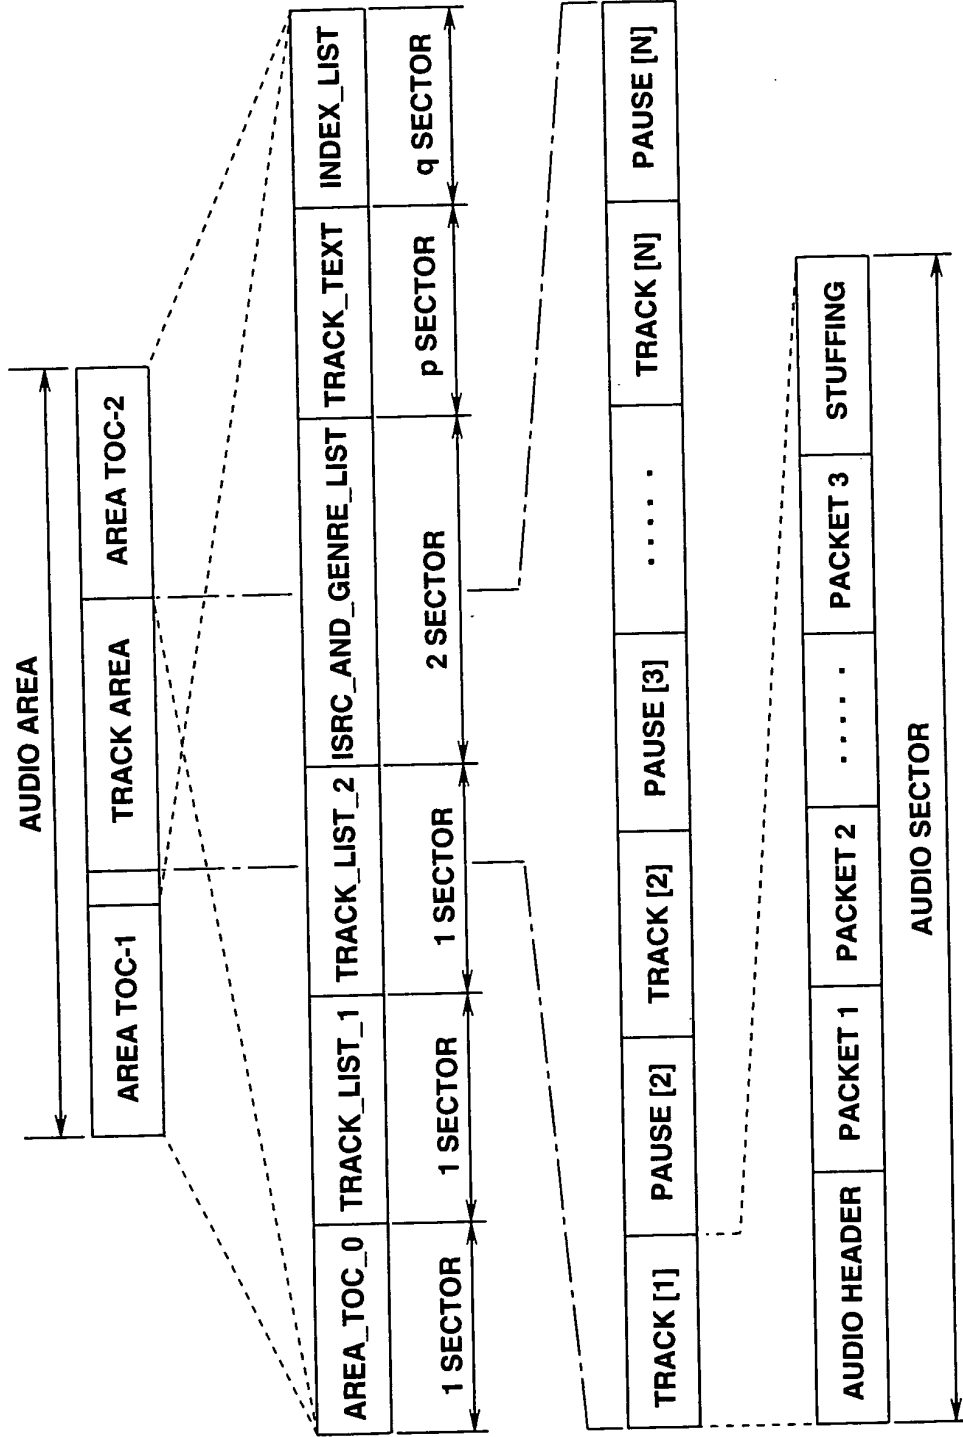 AUDIO AREA
AREA TOC-1 TRACK AREA AREA TOC-2
AREA_TOC_0 TRACK_LIST_1 TRACK_LIST_2 ISRC_AND_GENRE_LIST TRACK_TEXT INDEX_LIST
1 SECTOR 1 SECTOR 1 SECTOR 2 SECTOR p SECTOR q SECTOR
TRACK [1] PAUSE [2] TRACK [2] PAUSE [3] ..... TRACK [N] PAUSE [N]
AUDIO HEADER PACKET 1 PACKET 2 ..... PACKET 3 STUFFING
AUDIO SECTOR